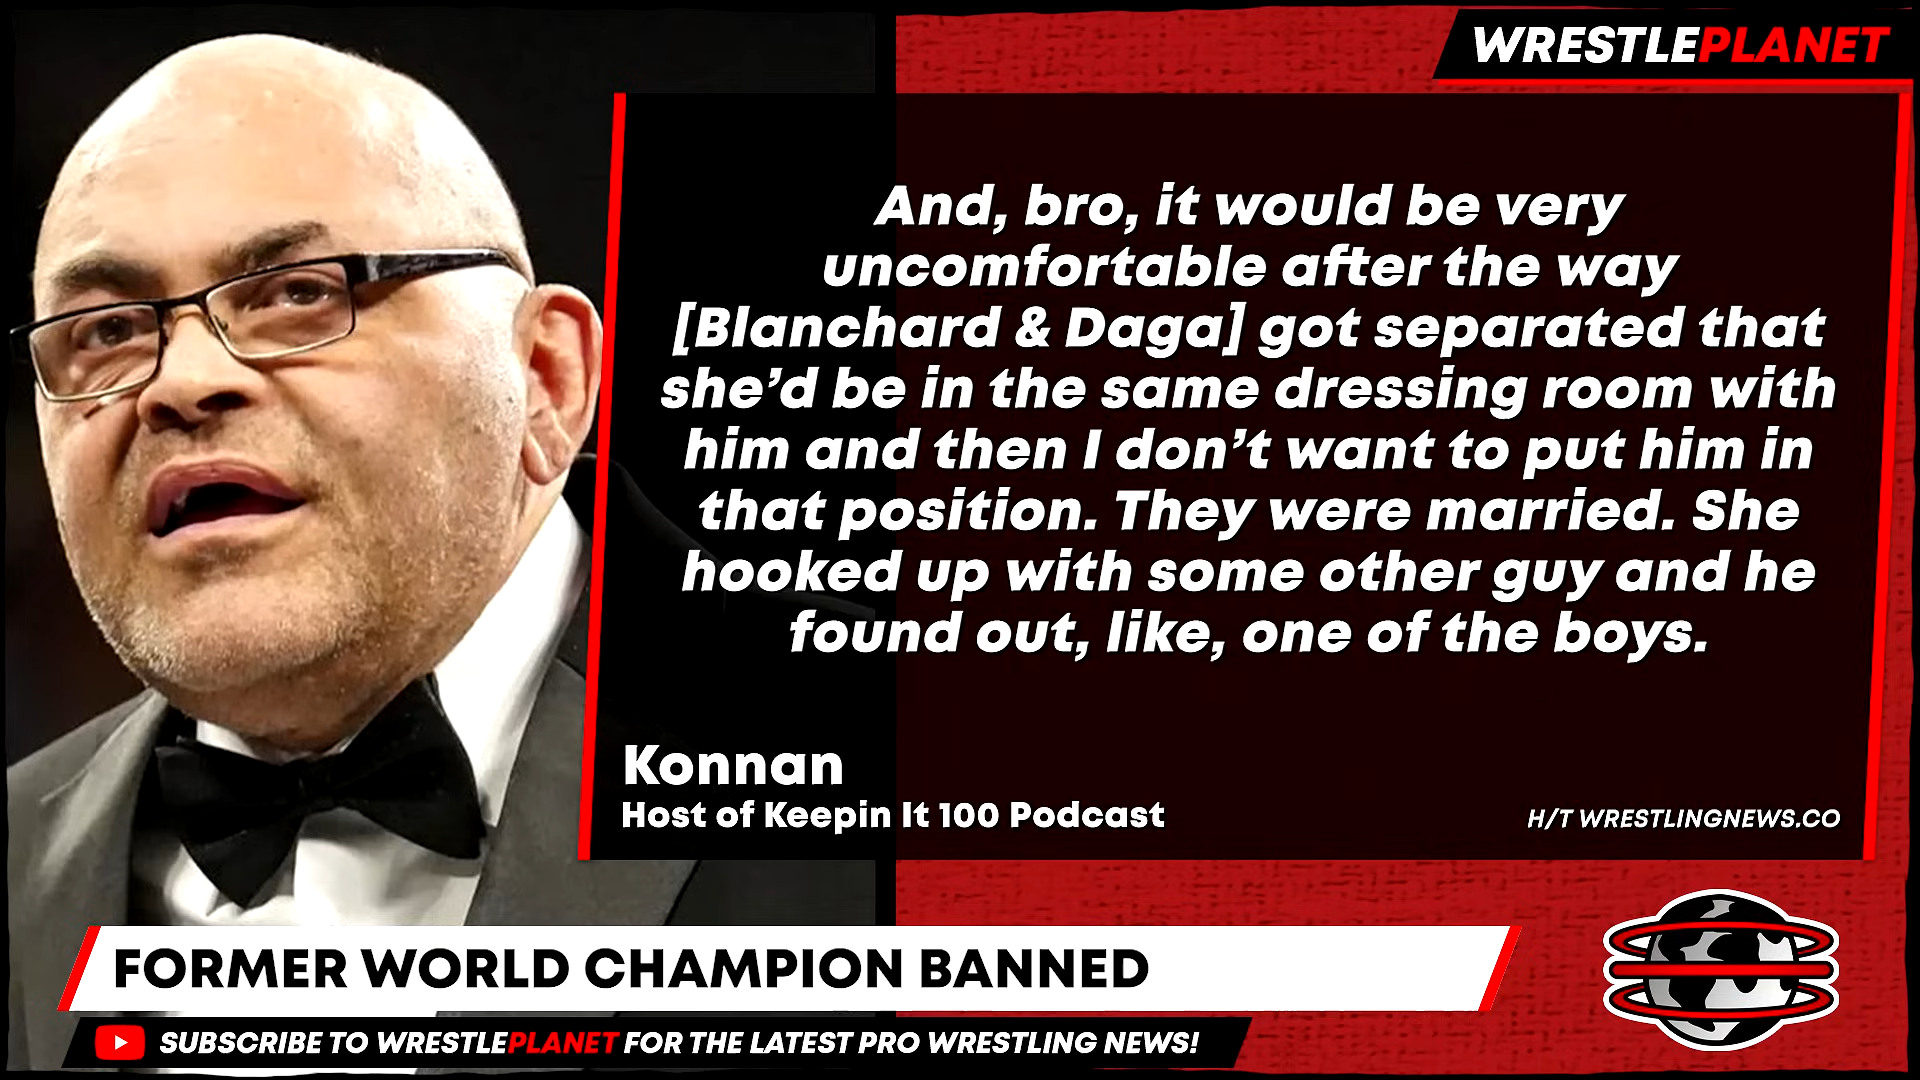 WRESTLEPLANET
And, bro, it would be very
uncomfortable after the way
[Blanchard & Daga] got separated that
she’d be in the same dressing room with
him and then I don’t want to put him in
that position. They were married. She
hooked up with some other guy and he
found out, like, one of the boys.
Konnan
Host of Keepin It 100 Podcast
H/T WRESTLINGNEWS.CO
FORMER WORLD CHAMPION BANNED
SUBSCRIBE TO WRESTLEPLANET FOR THE LATEST PRO WRESTLING NEWS!